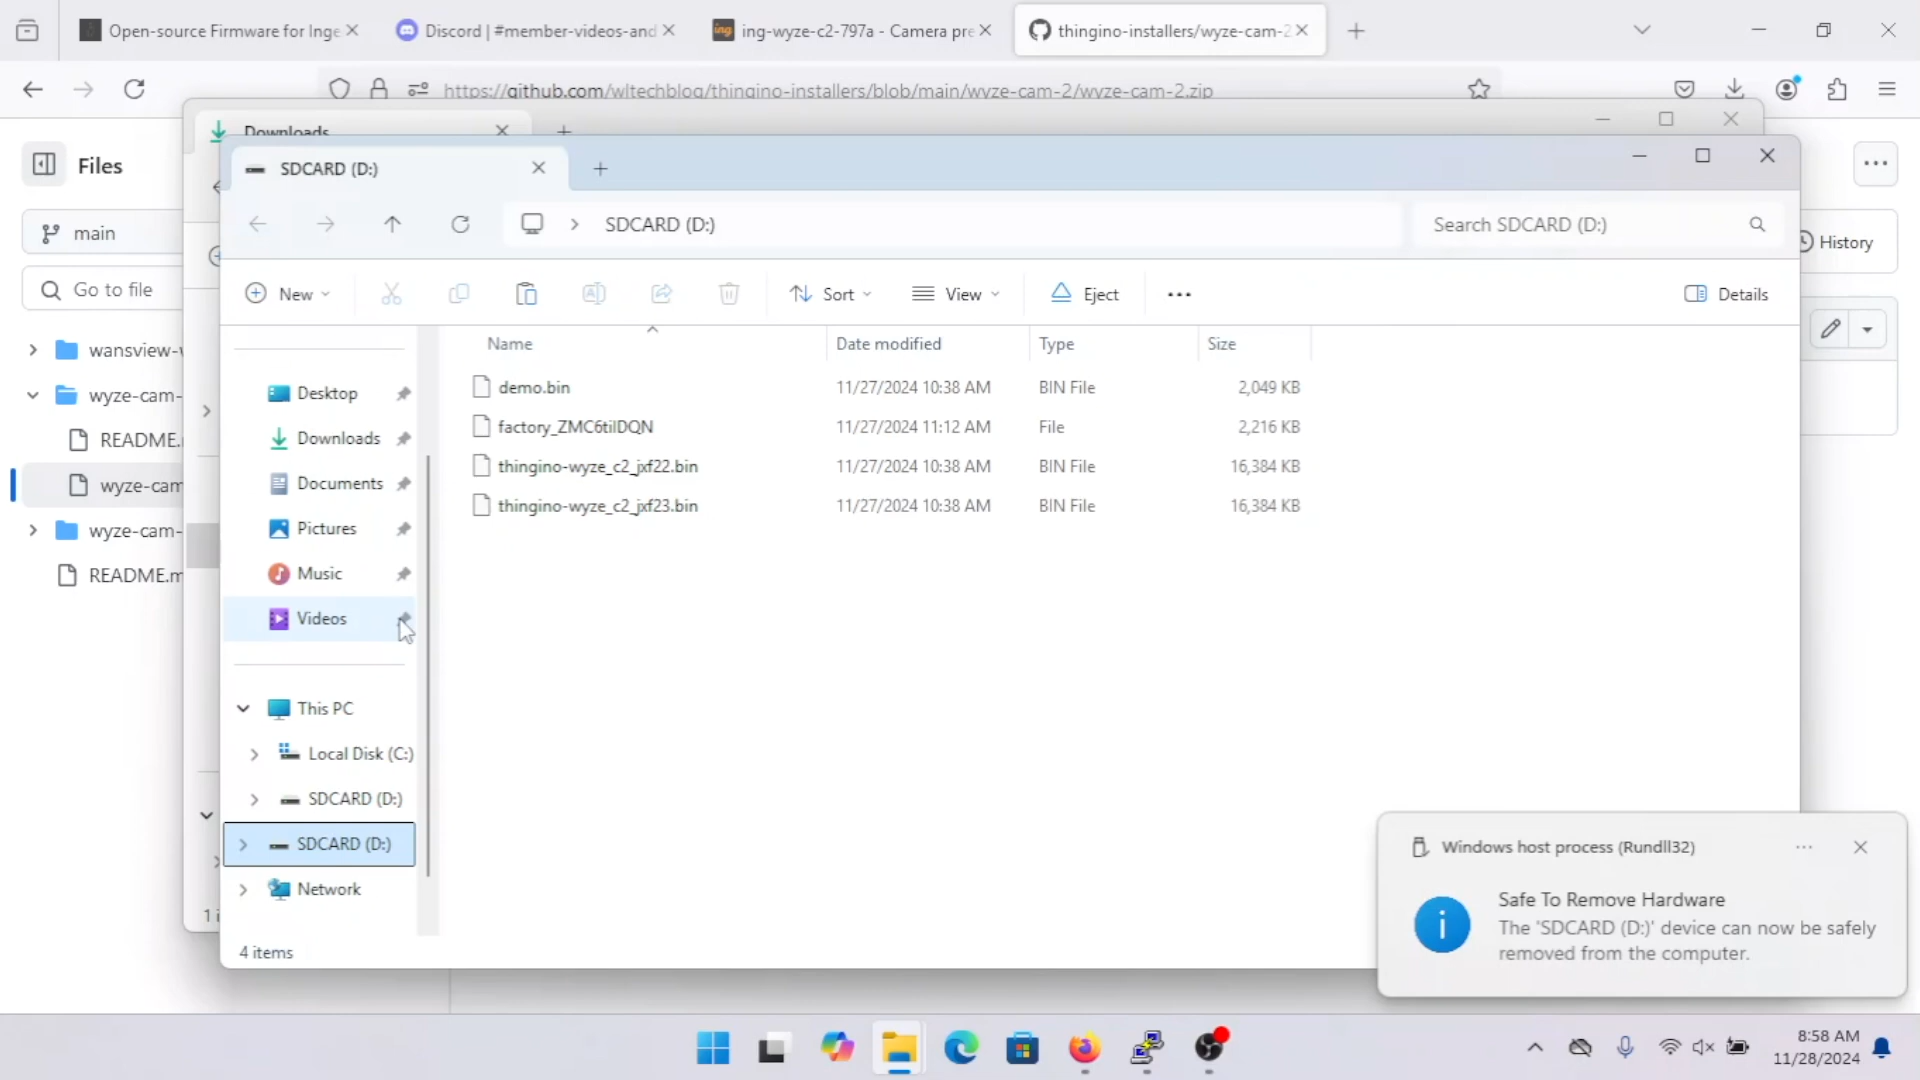 Open-source Firmware for Inge
Discord | #member-videos-and
ing-wyze-c2-797a - Camera pre
thingino-installers/wyze-cam-2
https://github.com/wltechblog/thingino-installers/blob/main/wyze-cam-2/wyze-cam-2.zip
Files
main
Go to file
wansview-
wyze-cam-
README.
wyze-cam
wyze-cam-
README.m
History
Downloads
SDCARD (D:)
SDCARD (D:)
Search SDCARD (D:)
New
Sort
View
Eject
Details
Name Date modified Type Size
demo.bin 11/27/2024 10:38 AM BIN File 2,049 KB
thingino-wyze_c2_jxf22.bin 11/27/2024 10:38 AM BIN File 16,384 KB
thingino-wyze_c2_jxf23.bin 11/27/2024 10:38 AM BIN File 16,384 KB
11/27/2024 11:12 AM File 2,216 KB
Desktop
Downloads
Documents
Pictures
Music
Videos
This PC
Local Disk (C:)
SDCARD (D:)
SDCARD (D:)
Network
4 items
Windows host process (Rundll32)
Safe To Remove Hardware
The 'SDCARD (D:)' device can now be safely
removed from the computer.
8:58 AM
11/28/2024